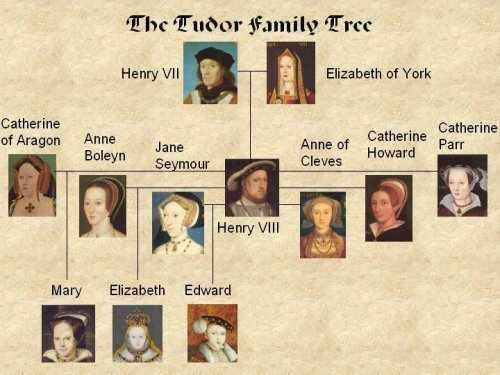 The Tudor Family Tree
Henry VII
Elizabeth of York
Catherine
of Aragon
Anne
Boleyn
Jane
Seymour
Anne of
Cleves
Catherine
Howard
Catherine
Parr
Henry VIII
Mary
Elizabeth
Edward